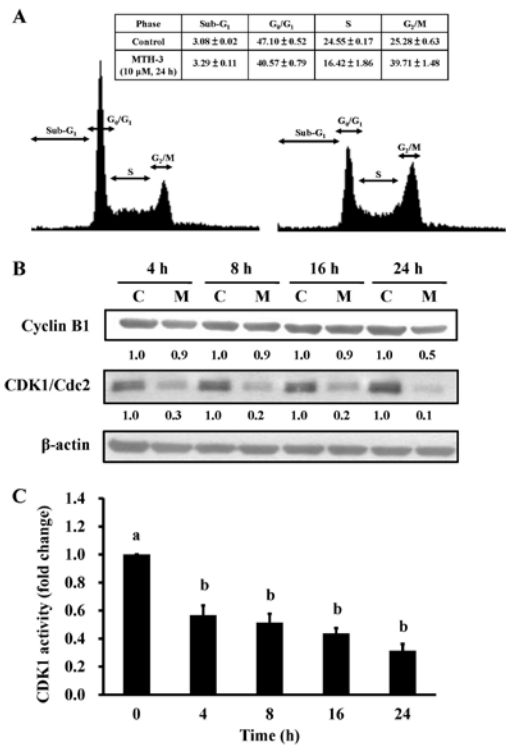 A
Phase Sub-G1 G0/G1 S G2/M
Control 3.08±0.02 47.10±0.52 24.55±0.17 25.28±0.63
MTH-3 (10 μM, 24 h) 3.29±0.11 40.57±0.79 16.42±1.86 39.71±1.48
Sub-G1 G0/G1 S G2/M
Sub-G1 G0/G1 S G2/M
B
4 h 8 h 16 h 24 h
C M C M C M C M
Cyclin B1
1.0 0.9 1.0 0.9 1.0 0.9 1.0 0.5
CDK1/Cdc2
1.0 0.3 1.0 0.2 1.0 0.2 1.0 0.1
β-actin
C
CDK1 activity (fold change)
1.4
1.2
1.0
0.8
0.6
0.4
0.2
0.0
a b b b b
0 4 8 16 24
Time (h)